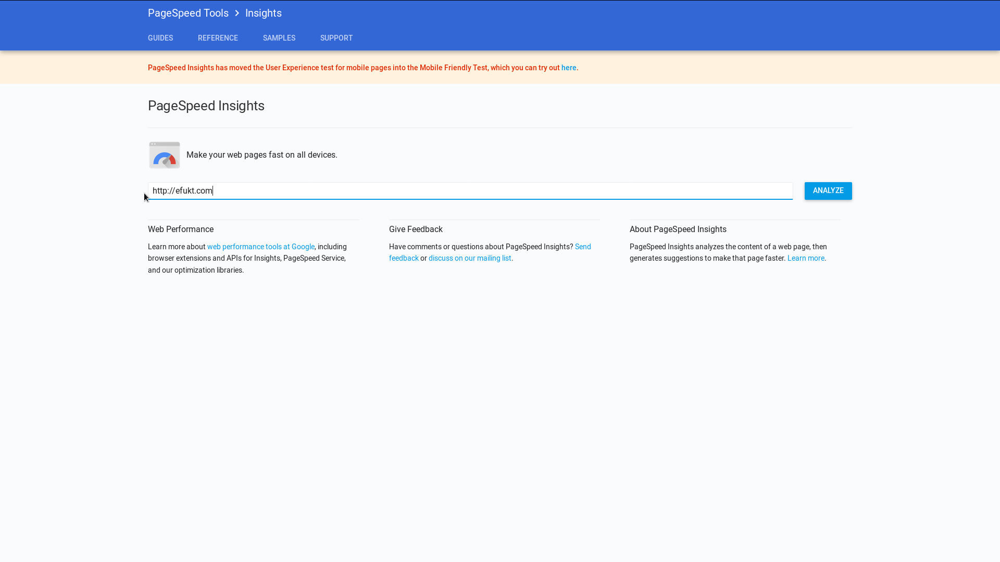 PageSpeed Tools > Insights
GUIDES REFERENCE SAMPLES SUPPORT
PageSpeed Insights has moved the User Experience test for mobile pages into the Mobile Friendly Test, which you can try out here.
PageSpeed Insights
Make your web pages fast on all devices.
http://efukt.com
ANALYZE
Web Performance
Learn more about web performance tools at Google, including
browser extensions and APIs for Insights, PageSpeed Service,
and our optimization libraries.
Give Feedback
Have comments or questions about PageSpeed Insights? Send
feedback or discuss on our mailing list.
About PageSpeed Insights
PageSpeed Insights analyzes the content of a web page, then
generates suggestions to make that page faster. Learn more.